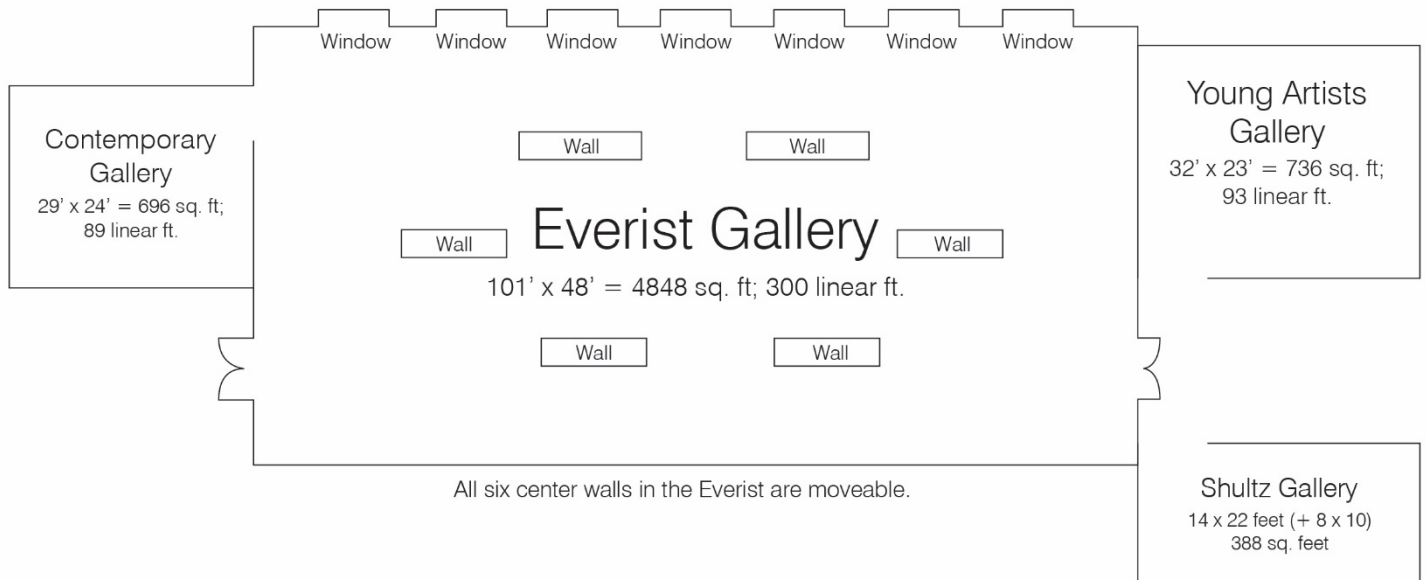 Window
Window
Window
Window
Window
Window
Window
Contemporary
Gallery
29’ x 24’ = 696 sq. ft;
89 linear ft.
Wall
Wall
Young Artists
Gallery
32’ x 23’ = 736 sq. ft;
93 linear ft.
Wall
Everist Gallery
Wall
101’ x 48’ = 4848 sq. ft; 300 linear ft.
Wall
Wall
All six center walls in the Everist are moveable.
Shultz Gallery
14 x 22 feet (+ 8 x 10)
388 sq. feet